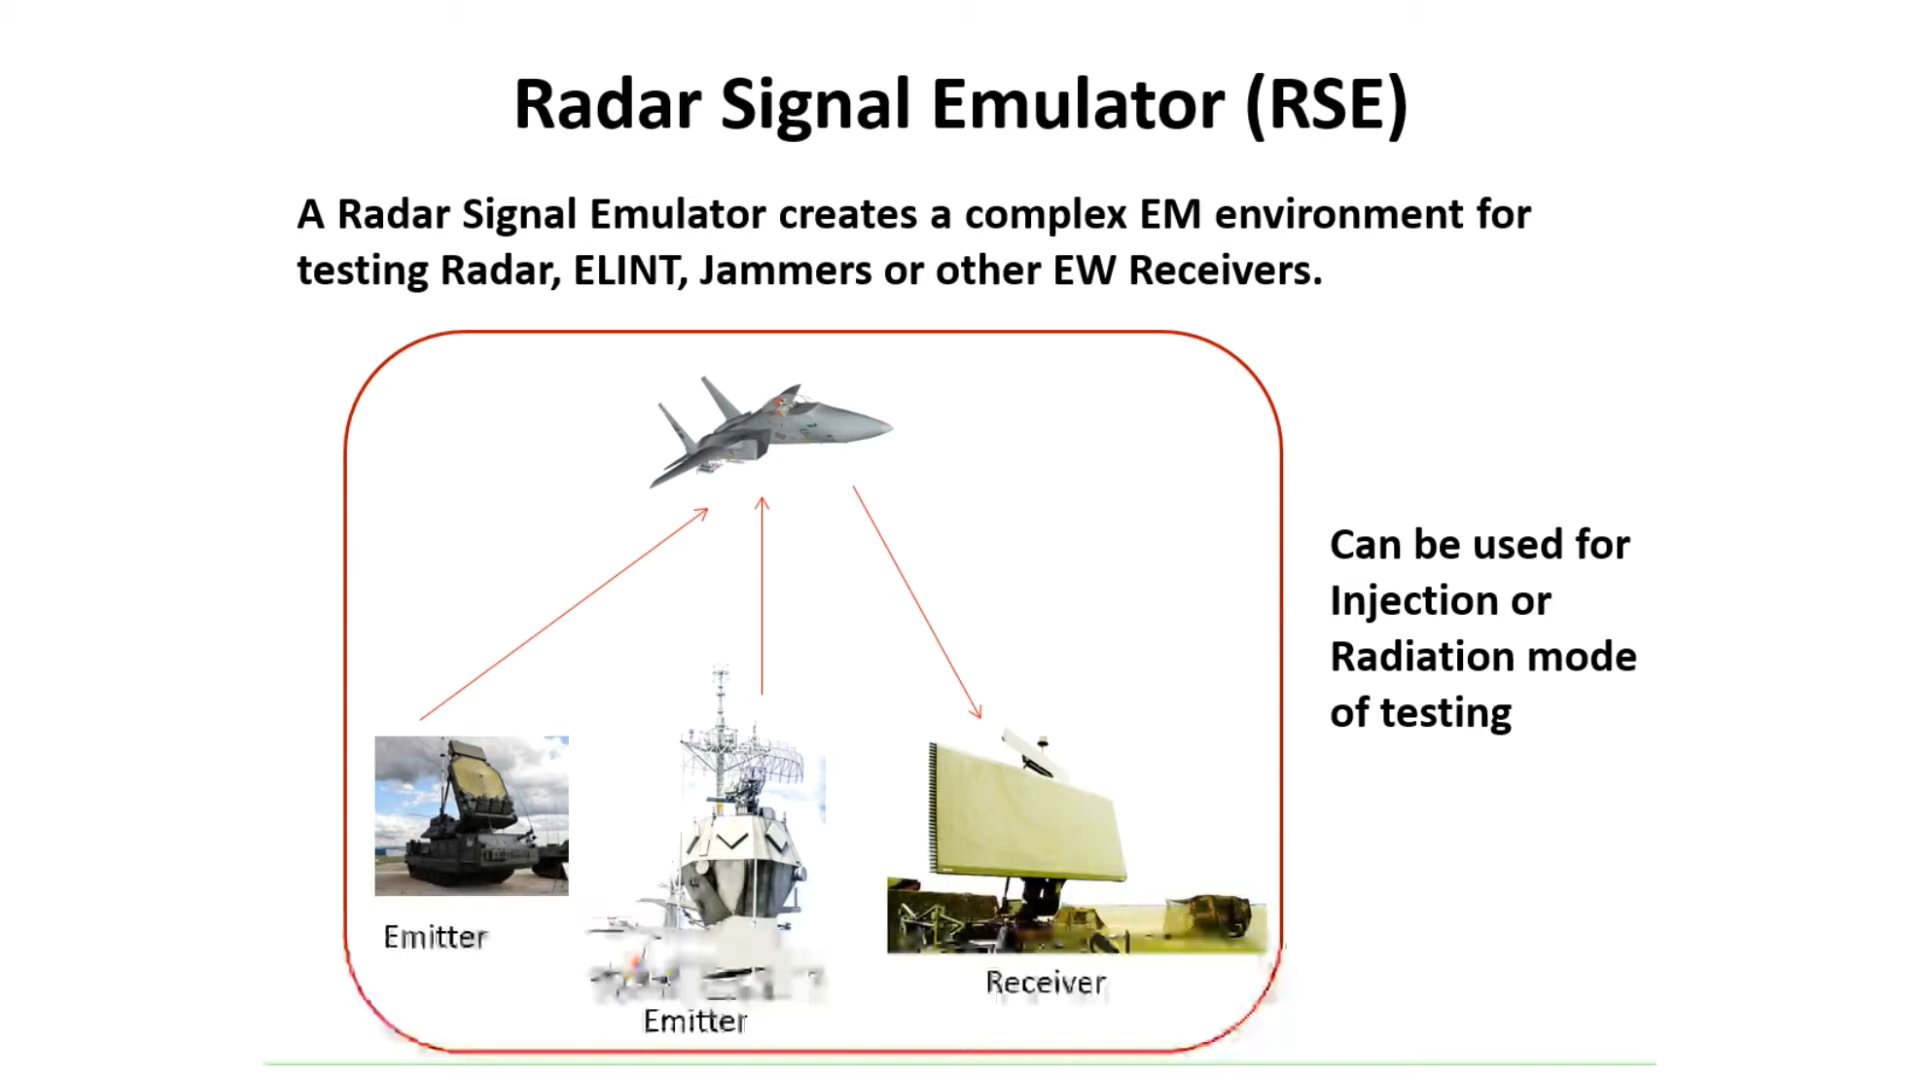 Radar Signal Emulator (RSE)
A Radar Signal Emulator creates a complex EM environment for
testing Radar, ELINT, Jammers or other EW Receivers.
Can be used for
Injection or
Radiation mode
of testing
Emitter
Emitter
Receiver